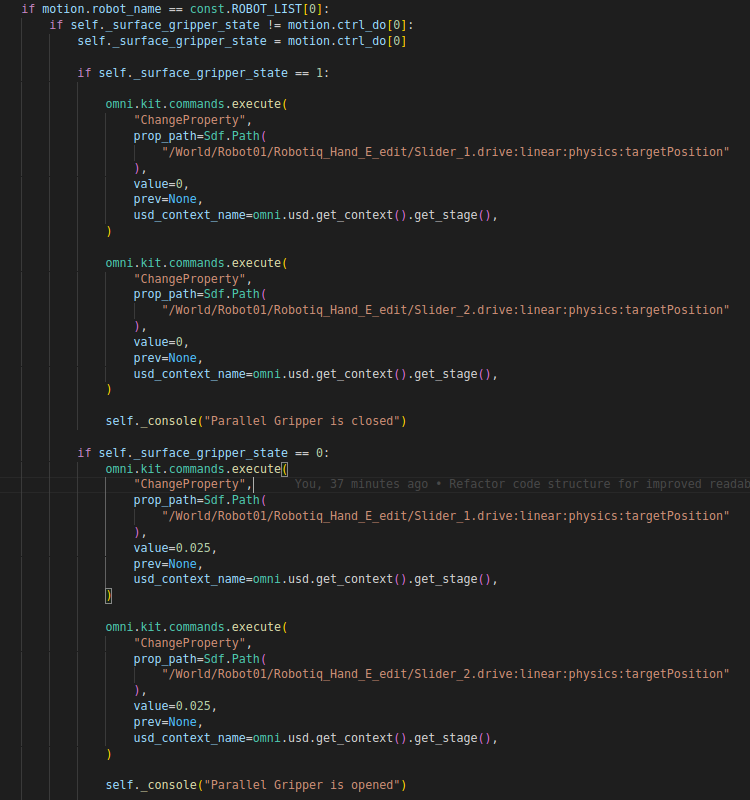 if motion.robot_name == const.ROBOT_LIST[0]:
if self._surface_gripper_state != motion.ctrl_do[0]:
self._surface_gripper_state = motion.ctrl_do[0]
if self._surface_gripper_state == 1:
omni.kit.commands.execute(
"ChangeProperty",
prop_path=Sdf.Path(
"/World/Robot01/Robotiq_Hand_E_edit/Slider_1.drive:linear:physics:targetPosition"
),
value=0,
prev=None,
usd_context_name=omni.usd.get_context().get_stage(),
)
omni.kit.commands.execute(
"ChangeProperty",
prop_path=Sdf.Path(
"/World/Robot01/Robotiq_Hand_E_edit/Slider_2.drive:linear:physics:targetPosition"
),
value=0,
prev=None,
usd_context_name=omni.usd.get_context().get_stage(),
)
self._console("Parallel Gripper is closed")
if self._surface_gripper_state == 0:
omni.kit.commands.execute(
"ChangeProperty", You, 37 minutes ago • Refactor code structure for improved readab
prop_path=Sdf.Path(
"/World/Robot01/Robotiq_Hand_E_edit/Slider_1.drive:linear:physics:targetPosition"
),
value=0.025,
prev=None,
usd_context_name=omni.usd.get_context().get_stage(),
)
omni.kit.commands.execute(
"ChangeProperty",
prop_path=Sdf.Path(
"/World/Robot01/Robotiq_Hand_E_edit/Slider_2.drive:linear:physics:targetPosition"
),
value=0.025,
prev=None,
usd_context_name=omni.usd.get_context().get_stage(),
)
self._console("Parallel Gripper is opened")